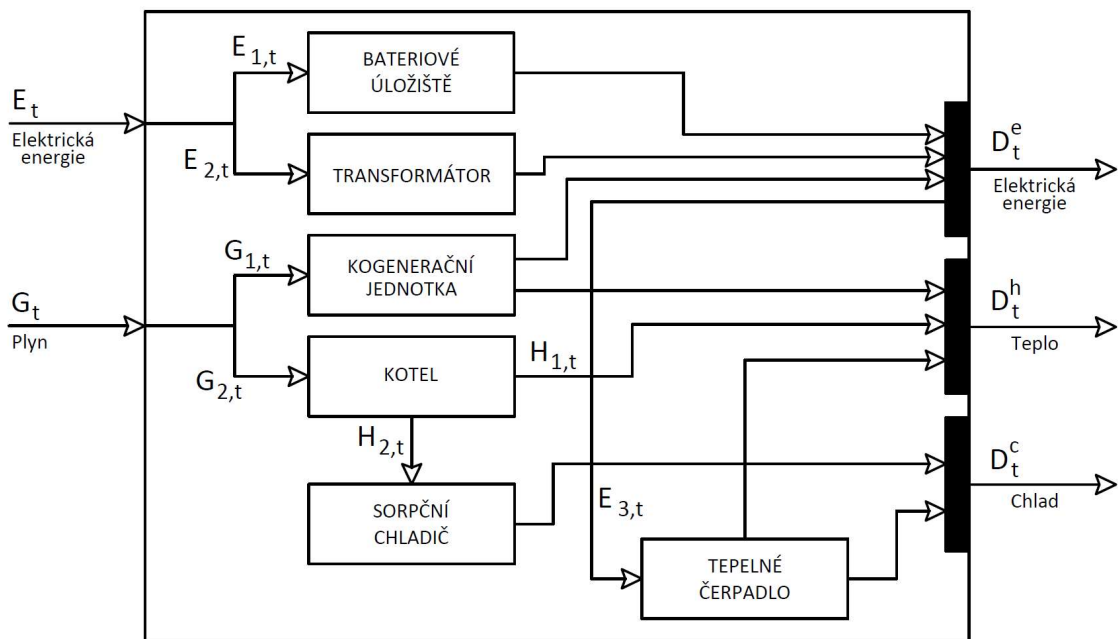 E t
Elektrická
energie
E 1,t
E 2,t
BATERIOVÉ
ÚLOŽIŠTĚ
TRANSFORMÁTOR
D t e
Elektrická
energie
G t
Plyn
G 1,t
G 2,t
KOGENERAČNÍ
JEDNOTKA
KOTEL
H 1,t
H 2,t
D t h
Teplo
SORPČNÍ
CHLADIČ
E 3,t
TEPELNÉ
ČERPADLO
D t c
Chlad